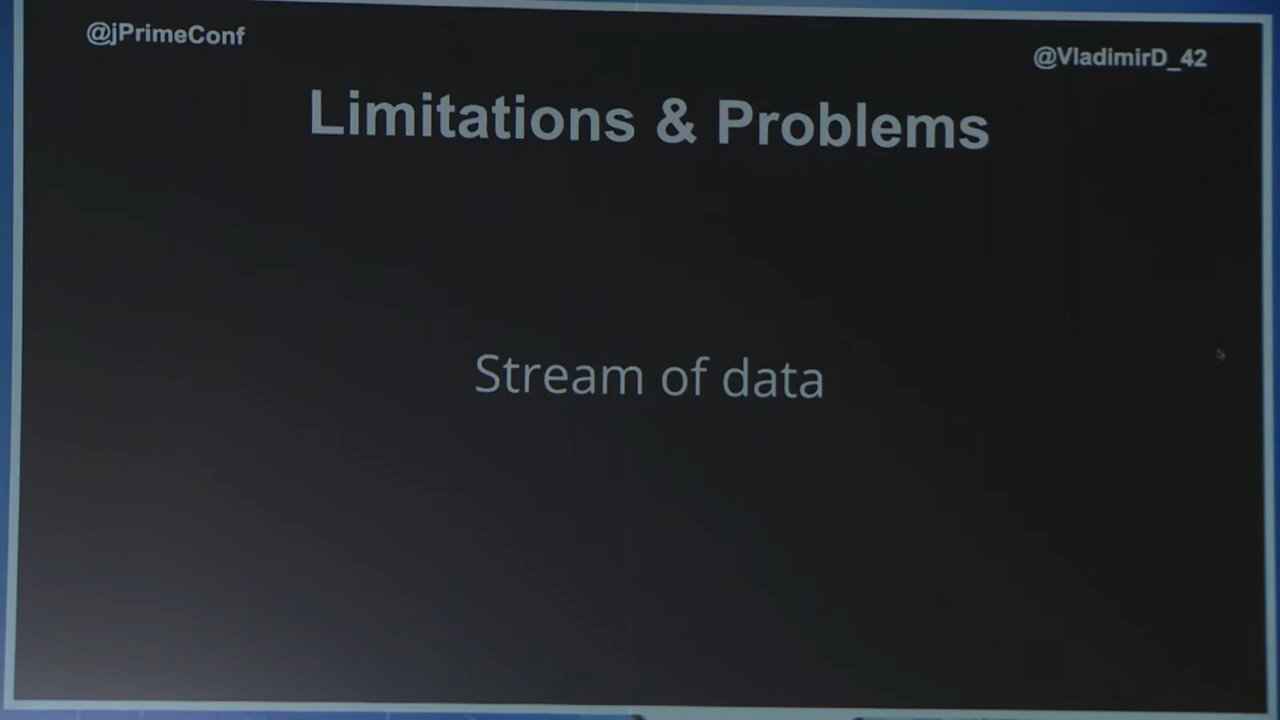 @jPrimeConf
@VladimirD_42
Limitations & Problems
Stream of data